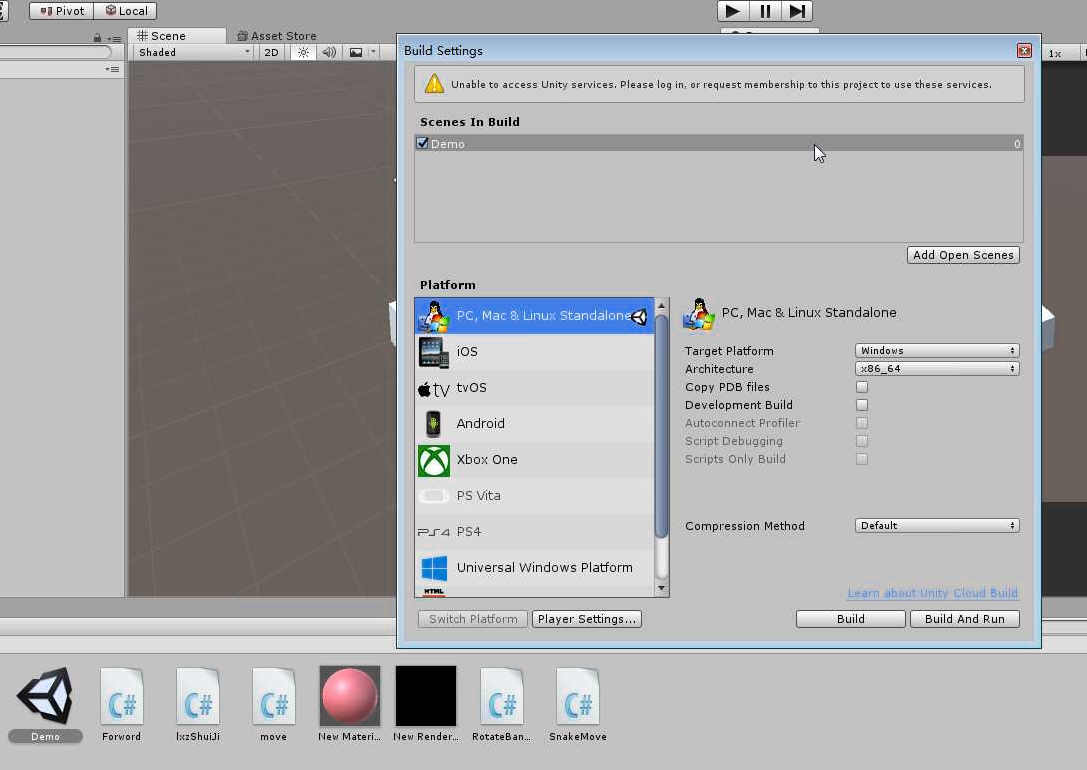 Pivot Local
Scene Asset Store
Shaded 2D 1x
Build Settings
Unable to access Unity services. Please log in, or request membership to this project to use these services.
Scenes In Build
Demo 0
Add Open Scenes
Platform
PC, Mac & Linux Standalone
iOS
tv tvOS
Android
Xbox One
PS Vita
PS4 PS4
Universal Windows Platform
HTML
PC, Mac & Linux Standalone
Target Platform Windows
Architecture x86_64
Copy PDB files
Development Build
Autoconnect Profiler
Script Debugging
Scripts Only Build
Compression Method Default
Learn about Unity Cloud Build
Switch Platform Player Settings... Build Build And Run
C# C# C# C# C#
Demo Forword lxzShuiJi move New Materi... New Render... RotateBan... SnakeMove